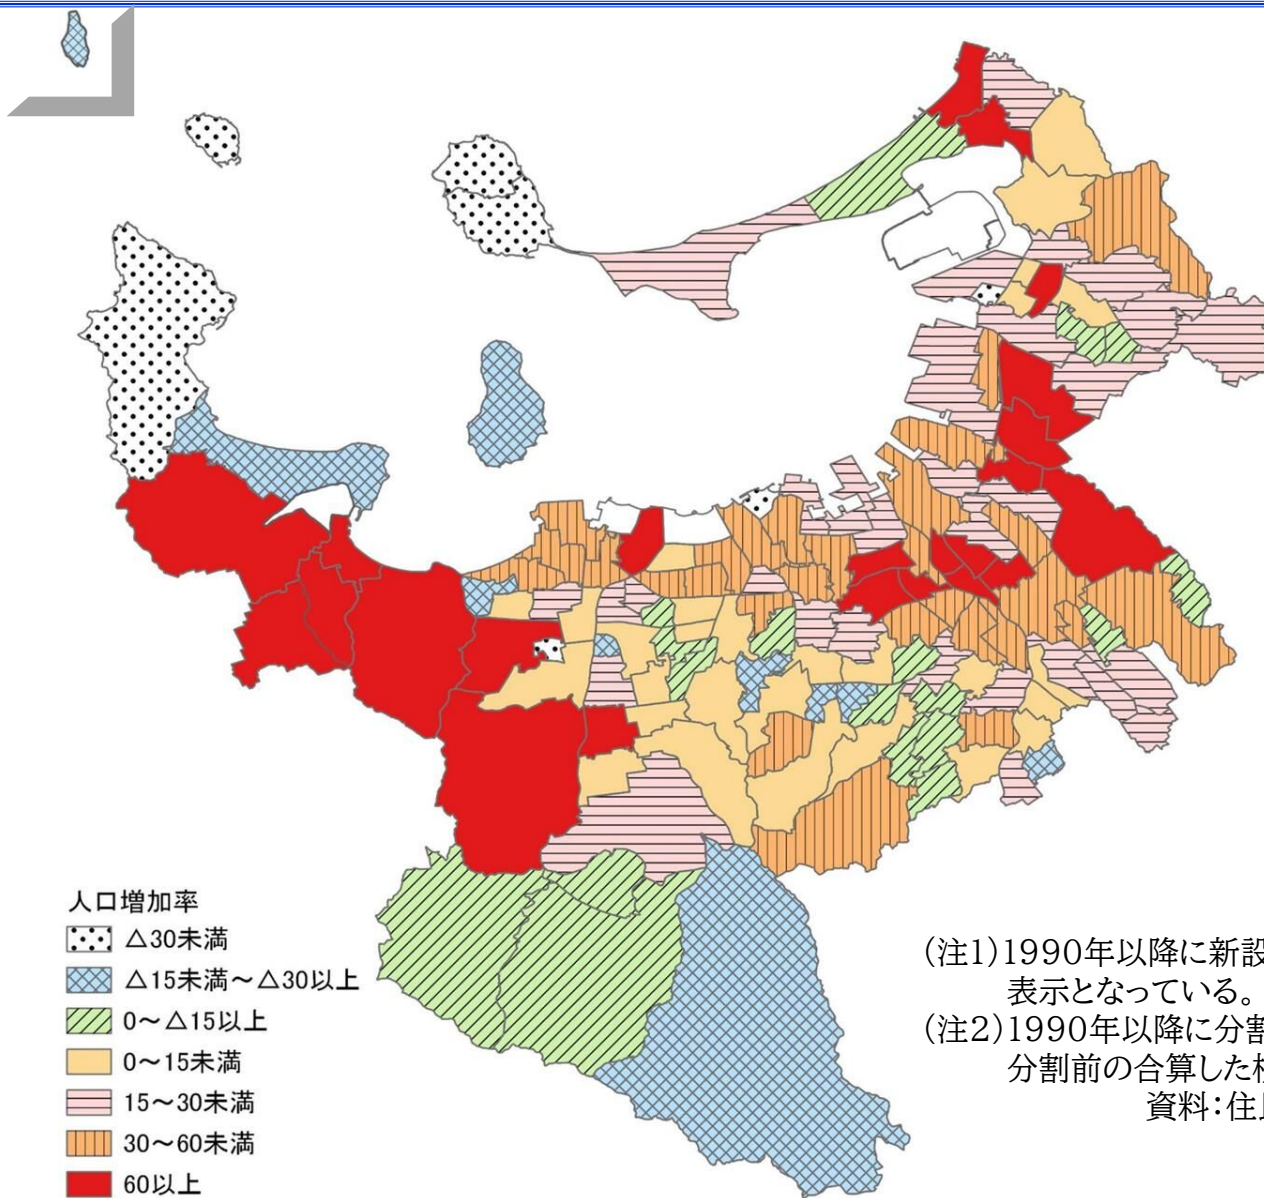 人口増加率
△30未満
△15未満～△30以上
0～△15以上
0～15未満
15～30未満
30～60未満
60以上
(注1)1990年以降に新設
表示となっている。
(注2)1990年以降に分割
分割前の合算した
資料：住